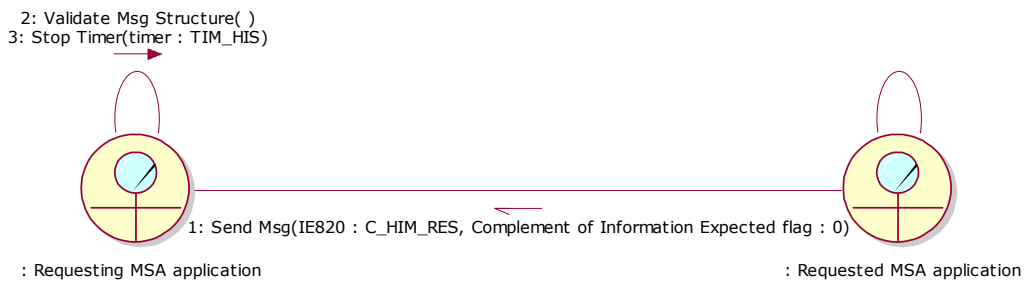 2: Validate Msg Structure( )
3: Stop Timer(timer : TIM_HIS)
1: Send Msg(IE820 : C_HIM_RES, Complement of Information Expected flag : 0)
: Requesting MSA application
: Requested MSA application